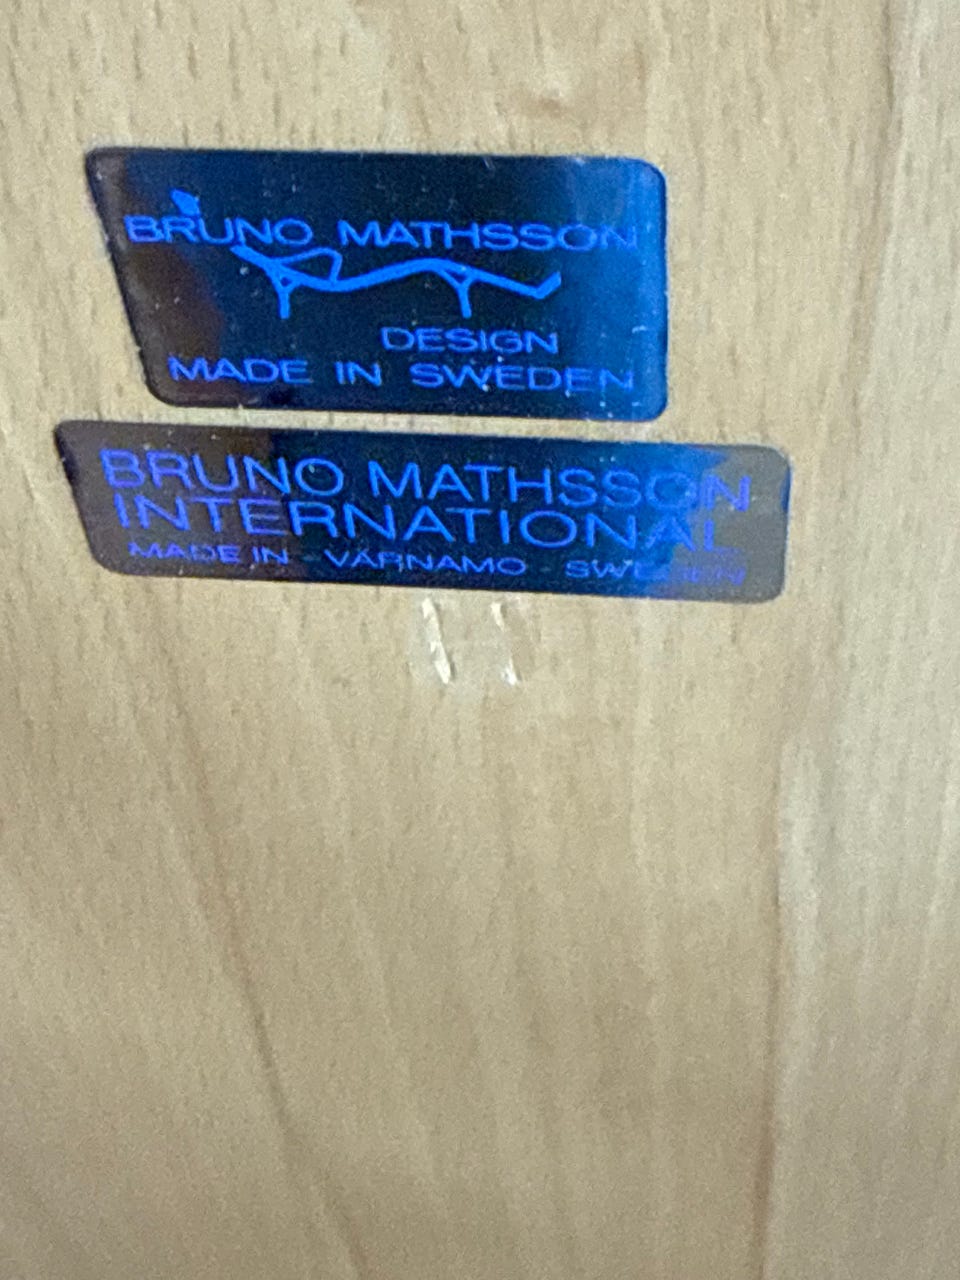 BRUNO MATHSSON
DESIGN
MADE IN SWEDEN
BRUNO MATHSSON
INTERNATIONAL
MADE IN - VÄRNAMO - SWEDEN